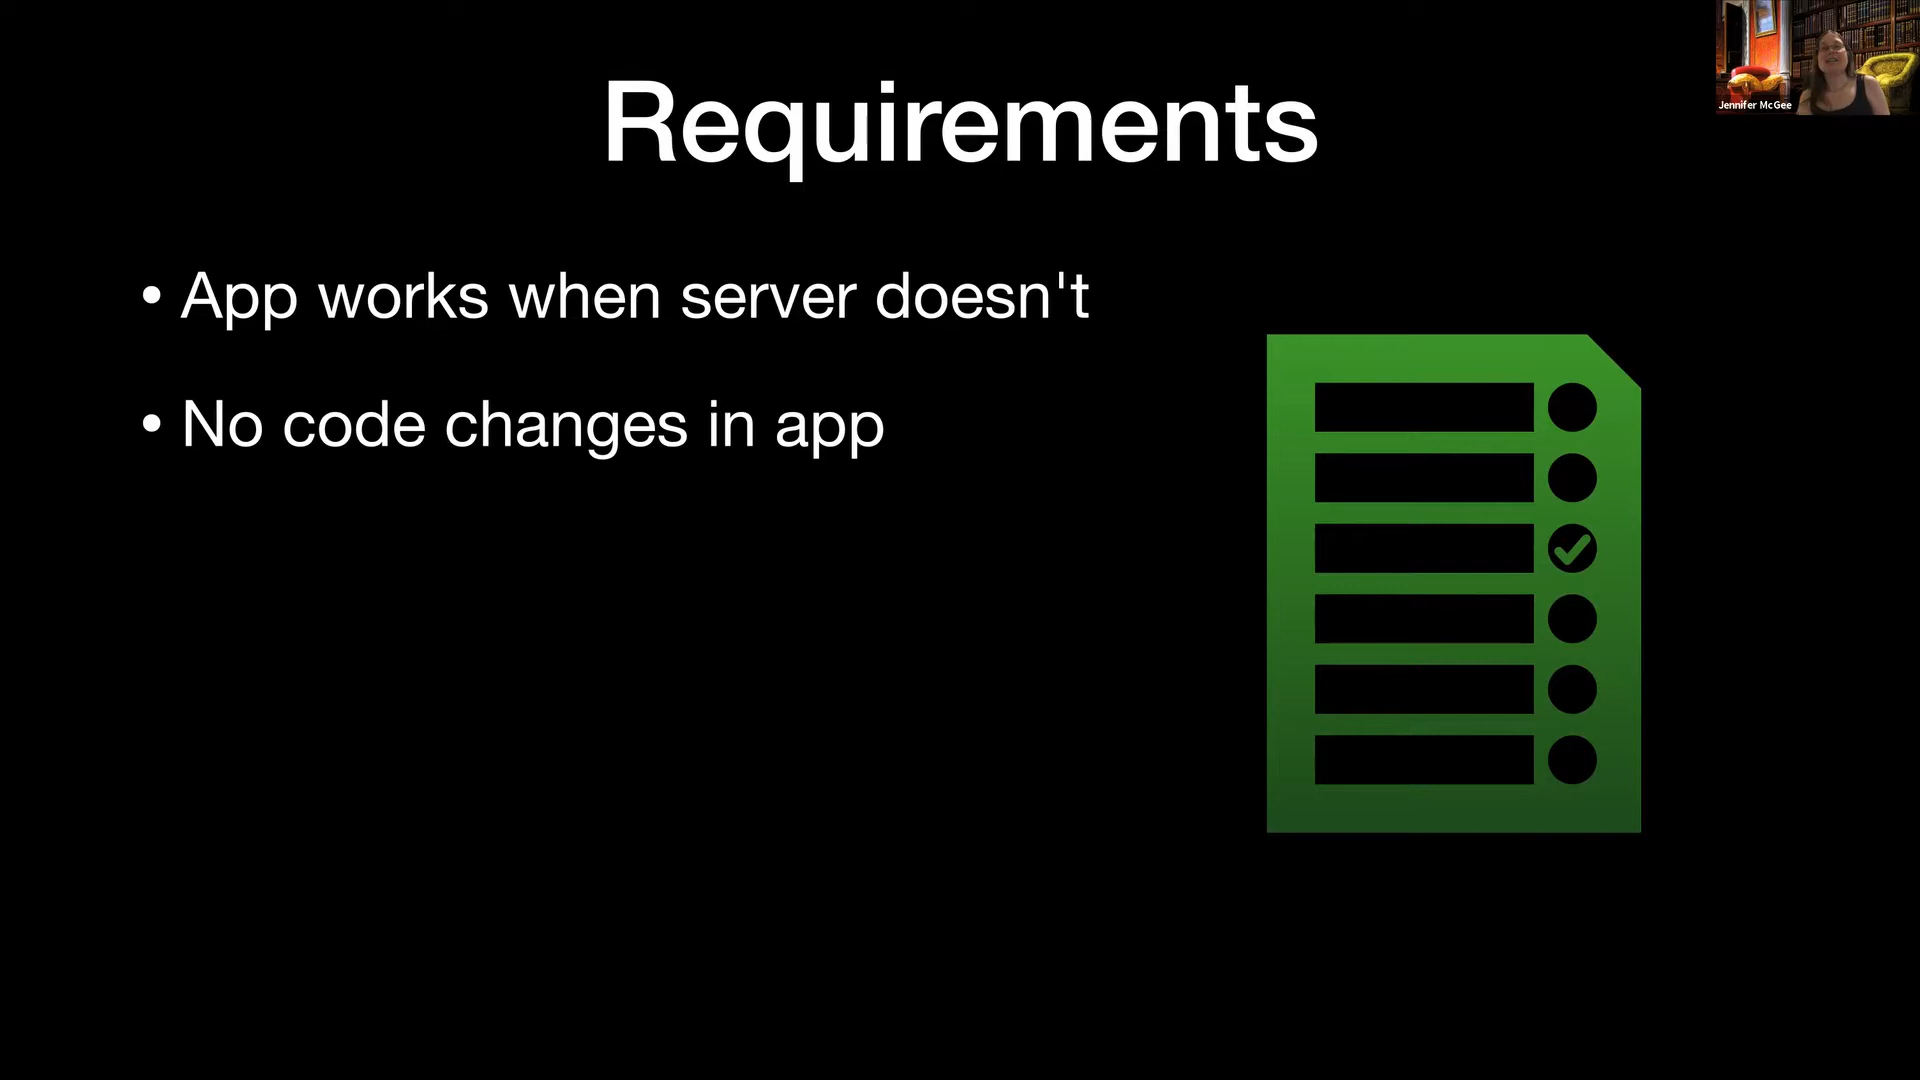 Requirements
Jennifer McGee
• App works when server doesn't
• No code changes in app